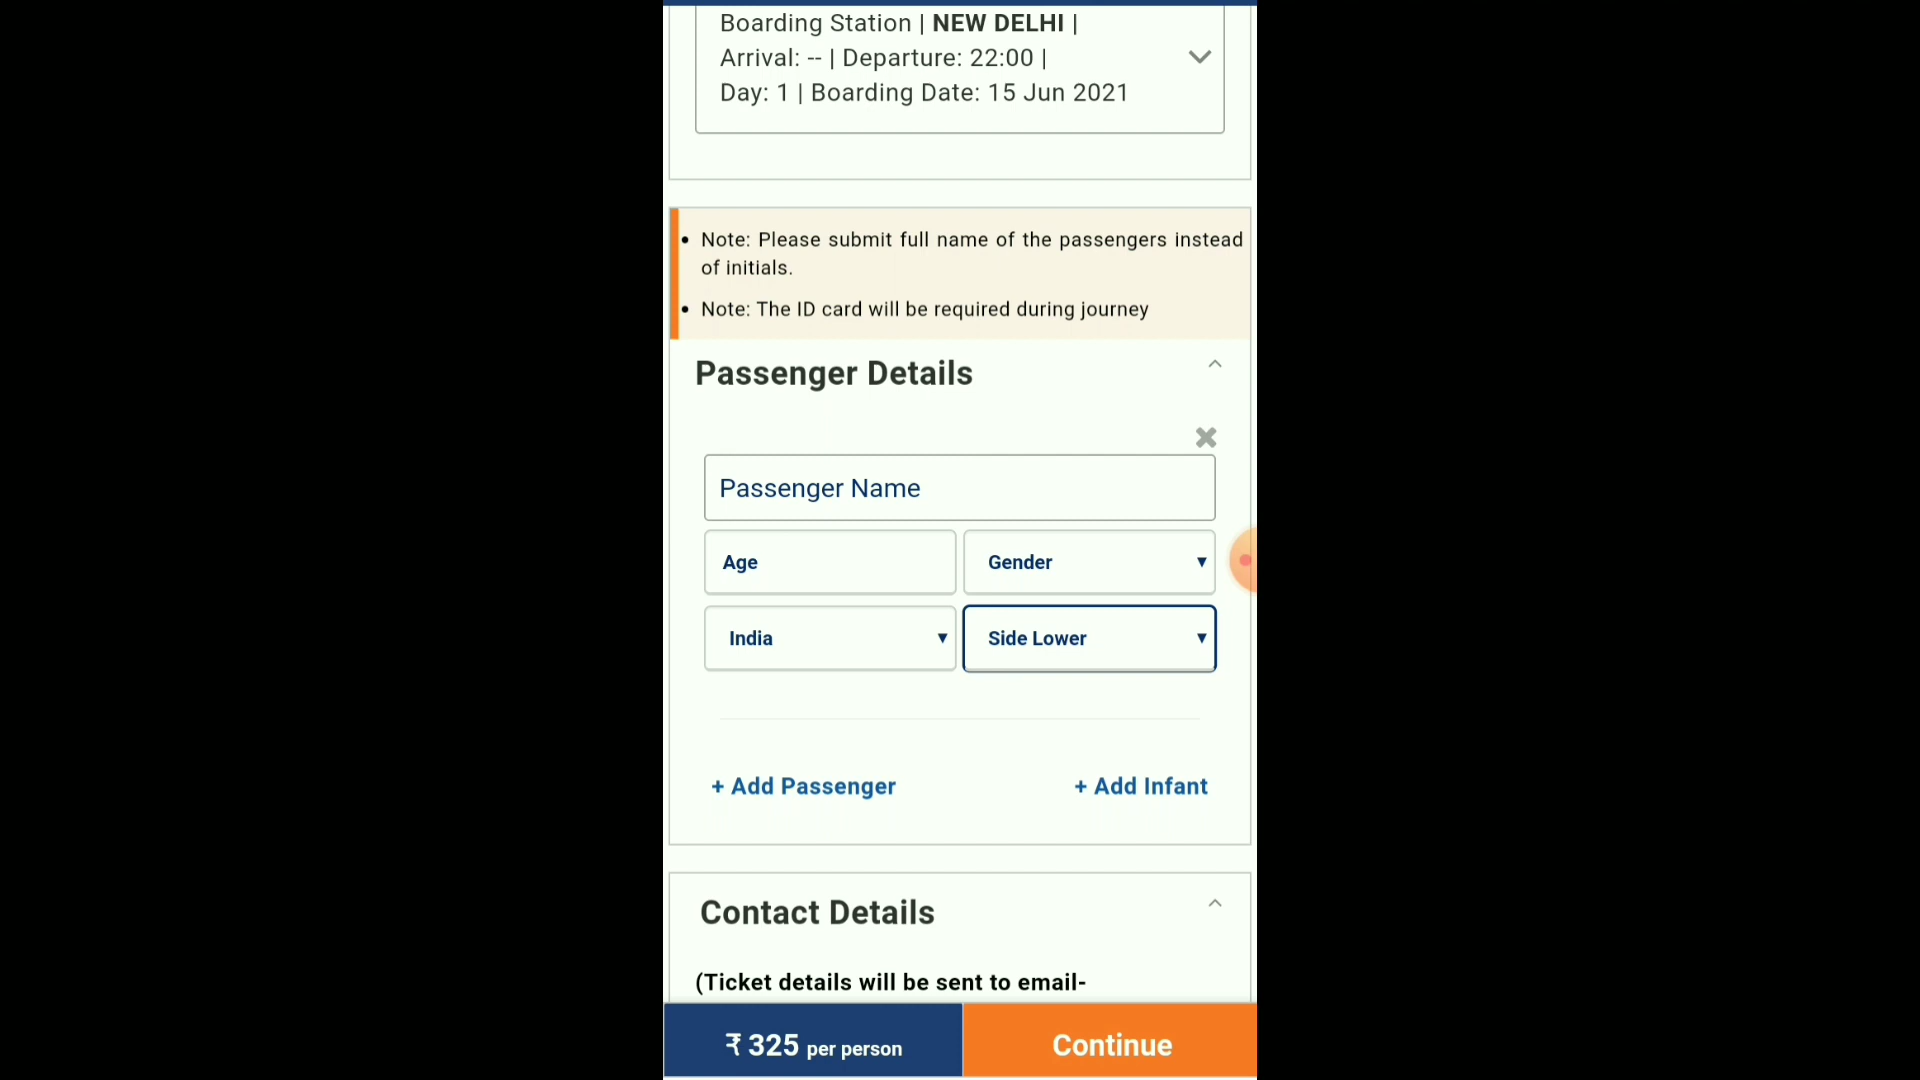 Boarding Station | NEW DELHI |
Arrival: -- | Departure: 22:00 |
Day: 1 | Boarding Date: 15 Jun 2021
Note: Please submit full name of the passengers instead
of initials.
Note: The ID card will be required during journey
Passenger Details
Passenger Name
Age
Gender
India
Side Lower
+ Add Passenger
+ Add Infant
Contact Details
(Ticket details will be sent to email-
₹ 325 per person
Continue